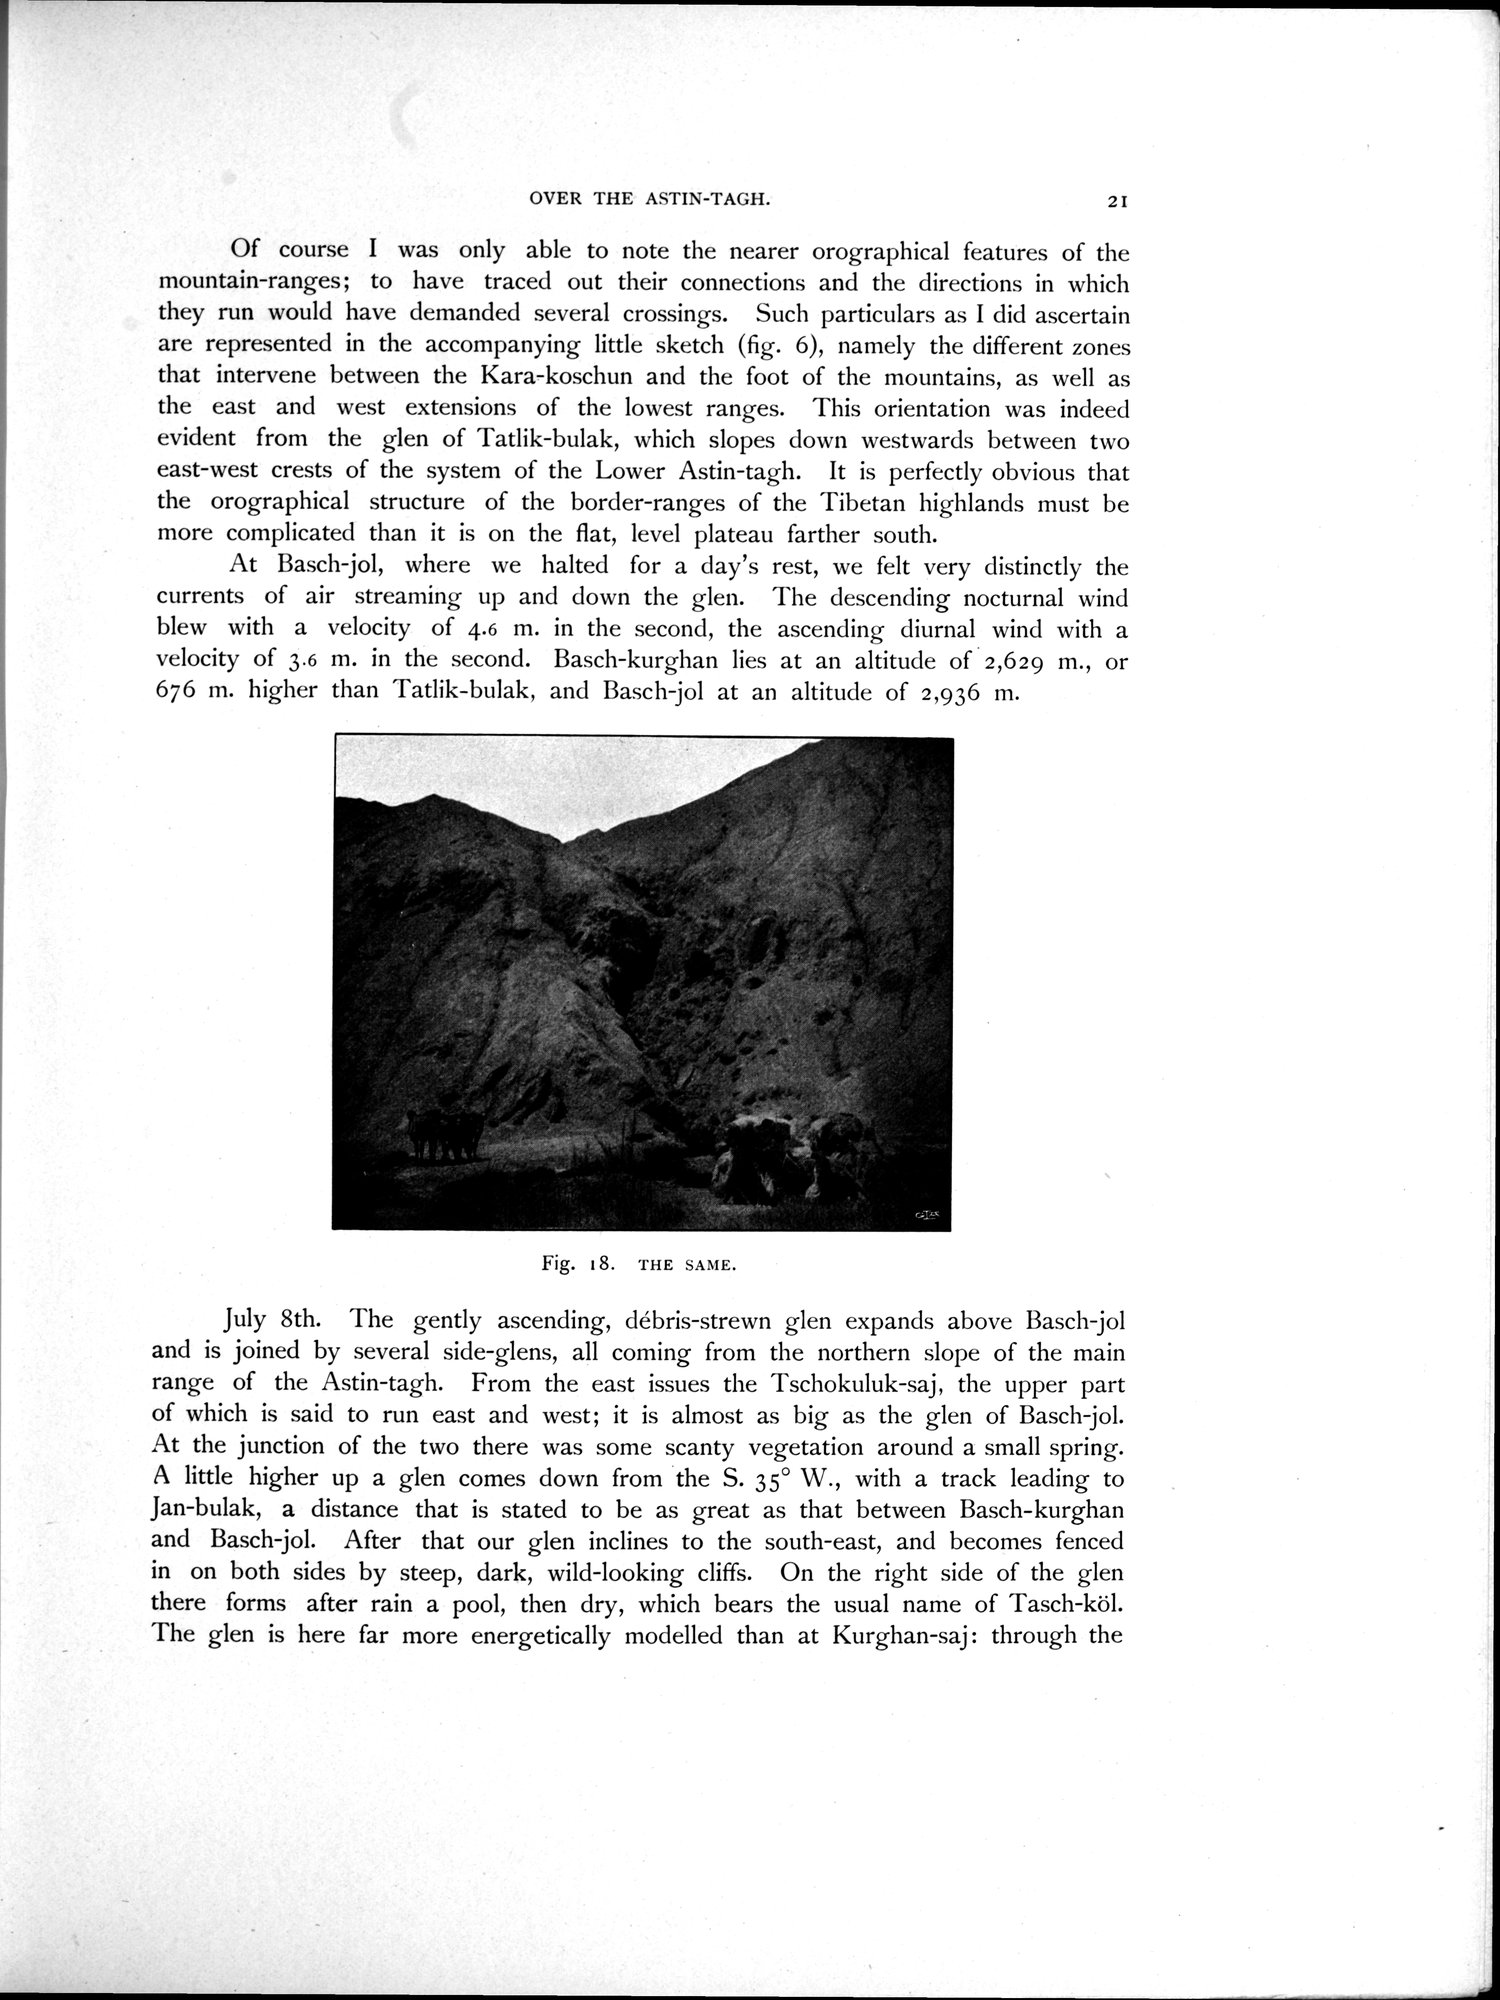 OVER THE ASTIN-TAGH. 21
Of course I was only able to note the nearer orographical features of the
mountain-ranges; to have traced out their connections and the directions in which
they run would have demanded several crossings. Such particulars as I did ascertain
are represented in the accompanying little sketch (fig. 6), namely the different zones
that intervene between the Kara-koschun and the foot of the mountains, as well as
the east and west extensions of the lowest ranges. This orientation was indeed
evident from the glen of Tatlik-bulak, which slopes down westwards between two
east-west crests of the system of the Lower Astin-tagh. It is perfectly obvious that
the orographical structure of the border-ranges of the Tibetan highlands must be
more complicated than it is on the flat, level plateau farther south.
At Basch-jol, where we halted for a day's rest, we felt very distinctly the
currents of air streaming up and down the glen. The descending nocturnal wind
blew with a velocity of 4.6 m. in the second, the ascending diurnal wind with a
velocity of 3.6 m. in the second. Basch-kurghan lies at an altitude of 2,629 m., or
676 m. higher than Tatlik-bulak, and Basch-jol at an altitude of 2,936 m.
Fig. 18. THE SAME.
July 8th. The gently ascending, débris-strewn glen expands above Basch-jol
and is joined by several side-glens, all coming from the northern slope of the main
range of the Astin-tagh. From the east issues the Tschokuluk-saj, the upper part
of which is said to run east and west; it is almost as big as the glen of Basch-jol.
At the junction of the two there was some scanty vegetation around a small spring.
A little higher up a glen comes down from the S. 35° W., with a track leading to
Jan-bulak, a distance that is stated to be as great as that between Basch-kurghan
and Basch-jol. After that our glen inclines to the south-east, and becomes fenced
in on both sides by steep, dark, wild-looking cliffs. On the right side of the glen
there forms after rain a pool, then dry, which bears the usual name of Tasch-köl.
The glen is here far more energetically modelled than at Kurghan-saj: through the